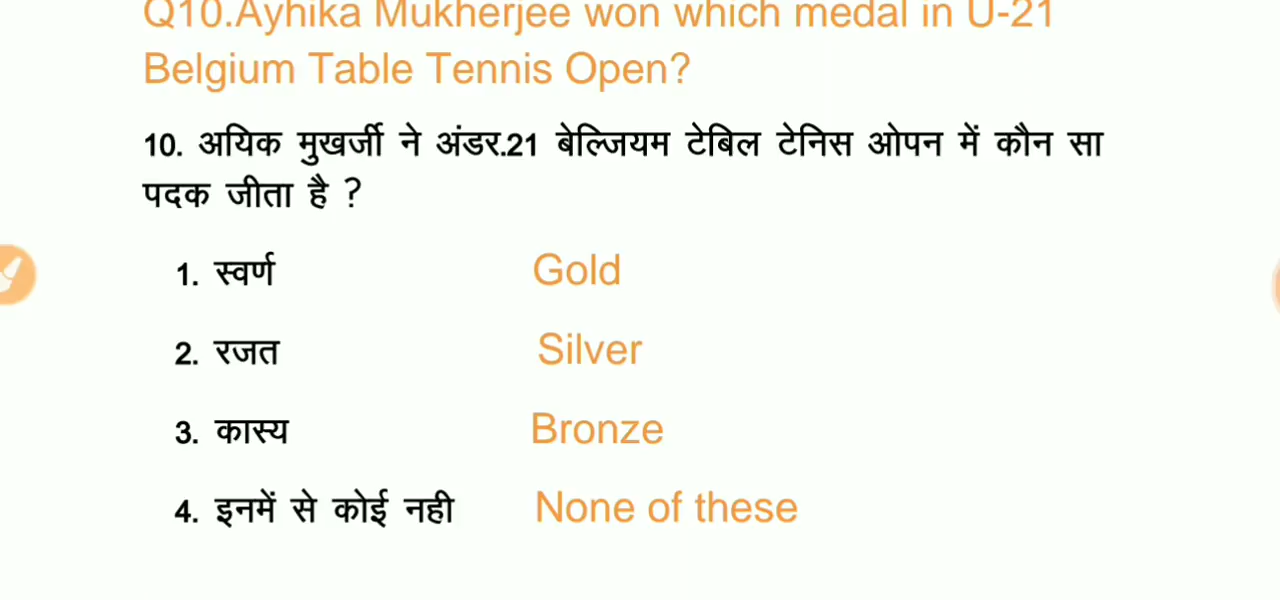 Q10.Ayhika Mukherjee won which medal in U-21
Belgium Table Tennis Open?
10. अयिक मुखर्जी ने अंडर.21 बेल्जियम टेबिल टेनिस ओपन में कौन सा
पदक जीता है ?
1. स्वर्ण Gold
2. रजत Silver
3. कास्य Bronze
4. इनमें से कोई नही None of these